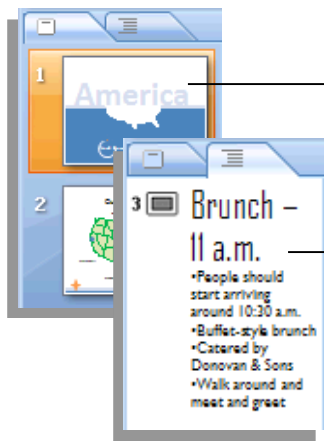 1
America
2
3 Brunch –
11 a.m.
•People should
start arriving
around 10:30 a.m.
•Buffet-style brunch
•Catered by
Donovan & Sons
•Walk around and
meet and greet